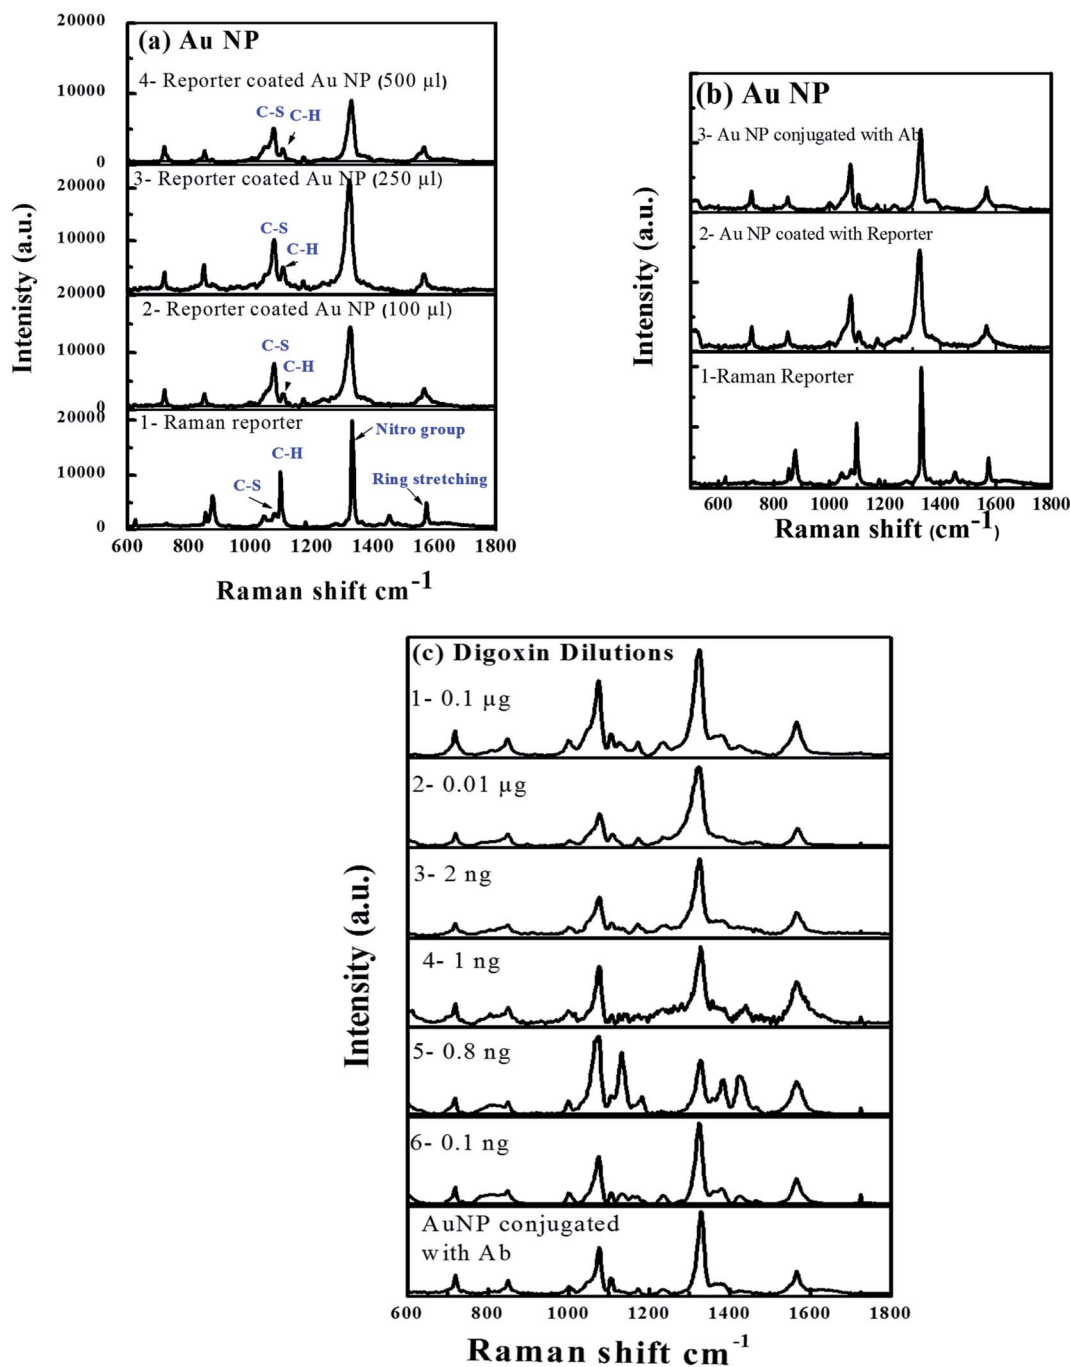 (a) Au NP
20000
4- Reporter coated Au NP (500 µl)
10000
C-S C-H
0
3- Reporter coated Au NP (250 µl)
20000
C-S
10000
C-H
20000
0
2- Reporter coated Au NP (100 µl)
10000
C-S
C-H
0
1- Raman reporter
20000
Nitro group
C-H
10000
C-S
Ring stretching
0
600 800 1000 1200 1400 1600 1800
Raman shift cm-1
Intenisty (a.u.)
(b) Au NP
3- Au NP conjugated with Ab
2- Au NP coated with Reporter
1-Raman Reporter
600 800 1000 1200 1400 1600 1800
Raman shift (cm-1)
Intensity (a.u.)
(c) Digoxin Dilutions
1- 0.1 µg
2- 0.01 µg
3- 2 ng
4- 1 ng
5- 0.8 ng
6- 0.1 ng
AuNP conjugated
with Ab
600 800 1000 1200 1400 1600 1800
Raman shift cm-1
Intensity (a.u.)